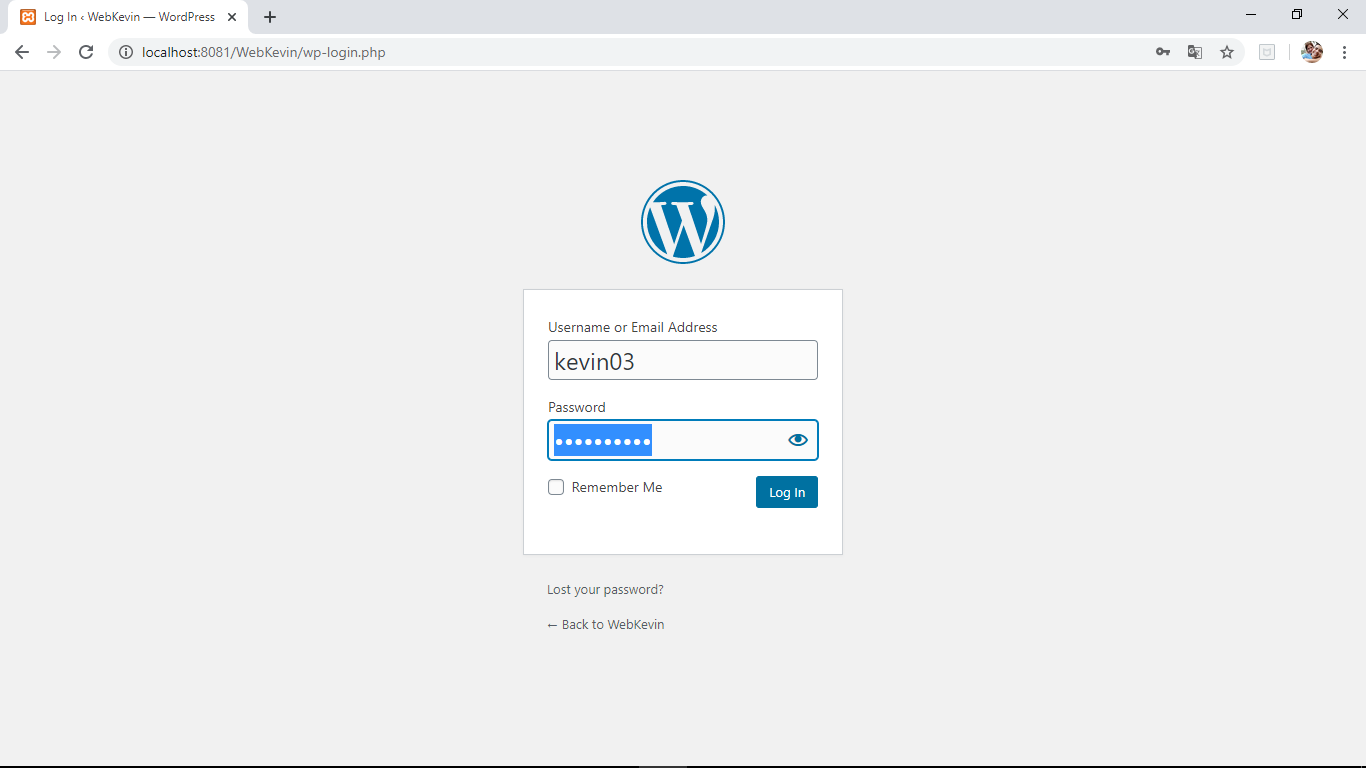 Log In ‹ WebKevin — WordPress
localhost:8081/WebKevin/wp-login.php
Username or Email Address
kevin03
Password
••••••••••
Remember Me
Log In
Lost your password?
← Back to WebKevin